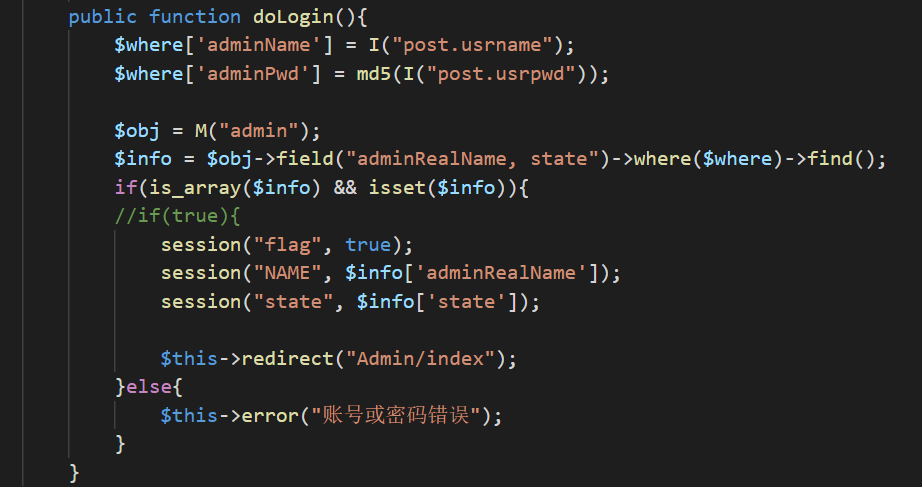 public function doLogin(){
$where['adminName'] = I("post.usrname");
$where['adminPwd'] = md5(I("post.usrpwd"));
$obj = M("admin");
$info = $obj->field("adminRealName, state")->where($where)->find();
if(is_array($info) && isset($info)){
//if(true){
session("flag", true);
session("NAME", $info['adminRealName']);
session("state", $info['state']);
$this->redirect("Admin/index");
}else{
$this->error("账号或密码错误");
}
}